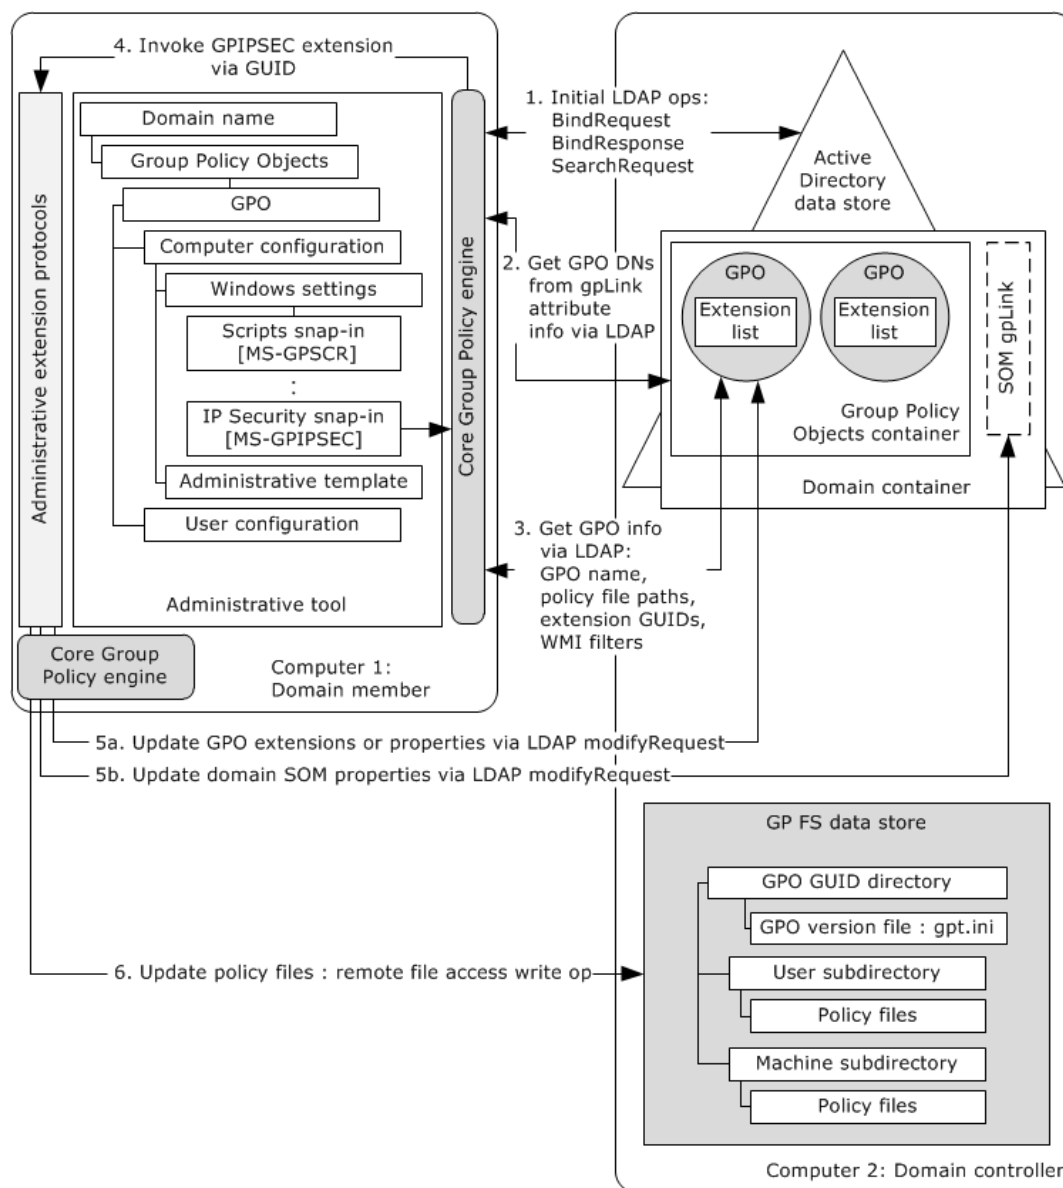 4. Invoke GPIPSEC extension
via GUID
Administrative extension protocols
Domain name
Group Policy Objects
GPO
Computer configuration
Windows settings
Scripts snap-in
[MS-GPSCR]
:
IP Security snap-in
[MS-GPIPSEC]
Administrative template
User configuration
Administrative tool
Core Group Policy engine
Core Group
Policy engine
Computer 1:
Domain member
1. Initial LDAP ops:
BindRequest
BindResponse
SearchRequest
2. Get GPO DNs
from gpLink
attribute
info via LDAP
3. Get GPO info
via LDAP:
GPO name,
policy file paths,
extension GUIDs,
WMI filters
Active
Directory
data store
GPO
Extension
list
GPO
Extension
list
SOM gpLink
Group Policy
Objects container
Domain container
5a. Update GPO extensions or properties via LDAP modifyRequest
5b. Update domain SOM properties via LDAP modifyRequest
6. Update policy files : remote file access write op
GP FS data store
GPO GUID directory
GPO version file : gpt.ini
User subdirectory
Policy files
Machine subdirectory
Policy files
Computer 2: Domain controller